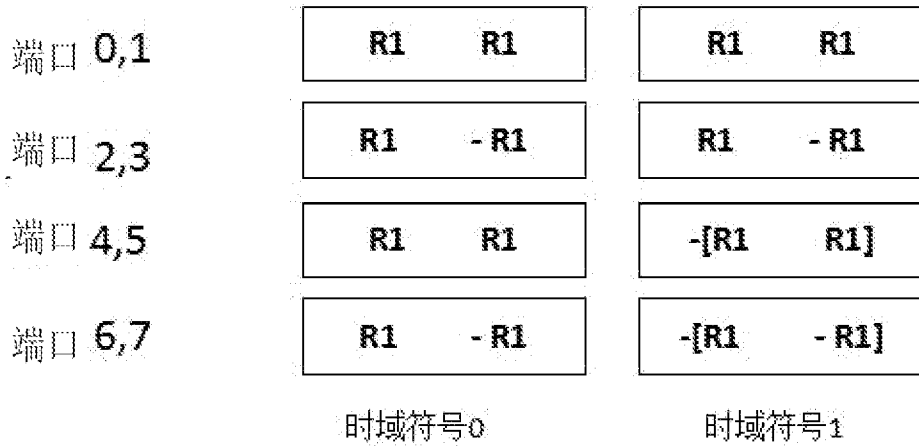 端口 0,1 R1 R1 R1 R1
端口 2,3 R1 - R1 R1 - R1
端口 4,5 R1 R1 -[R1 R1]
端口 6,7 R1 - R1 -[R1 - R1]
时域符号0 时域符号1